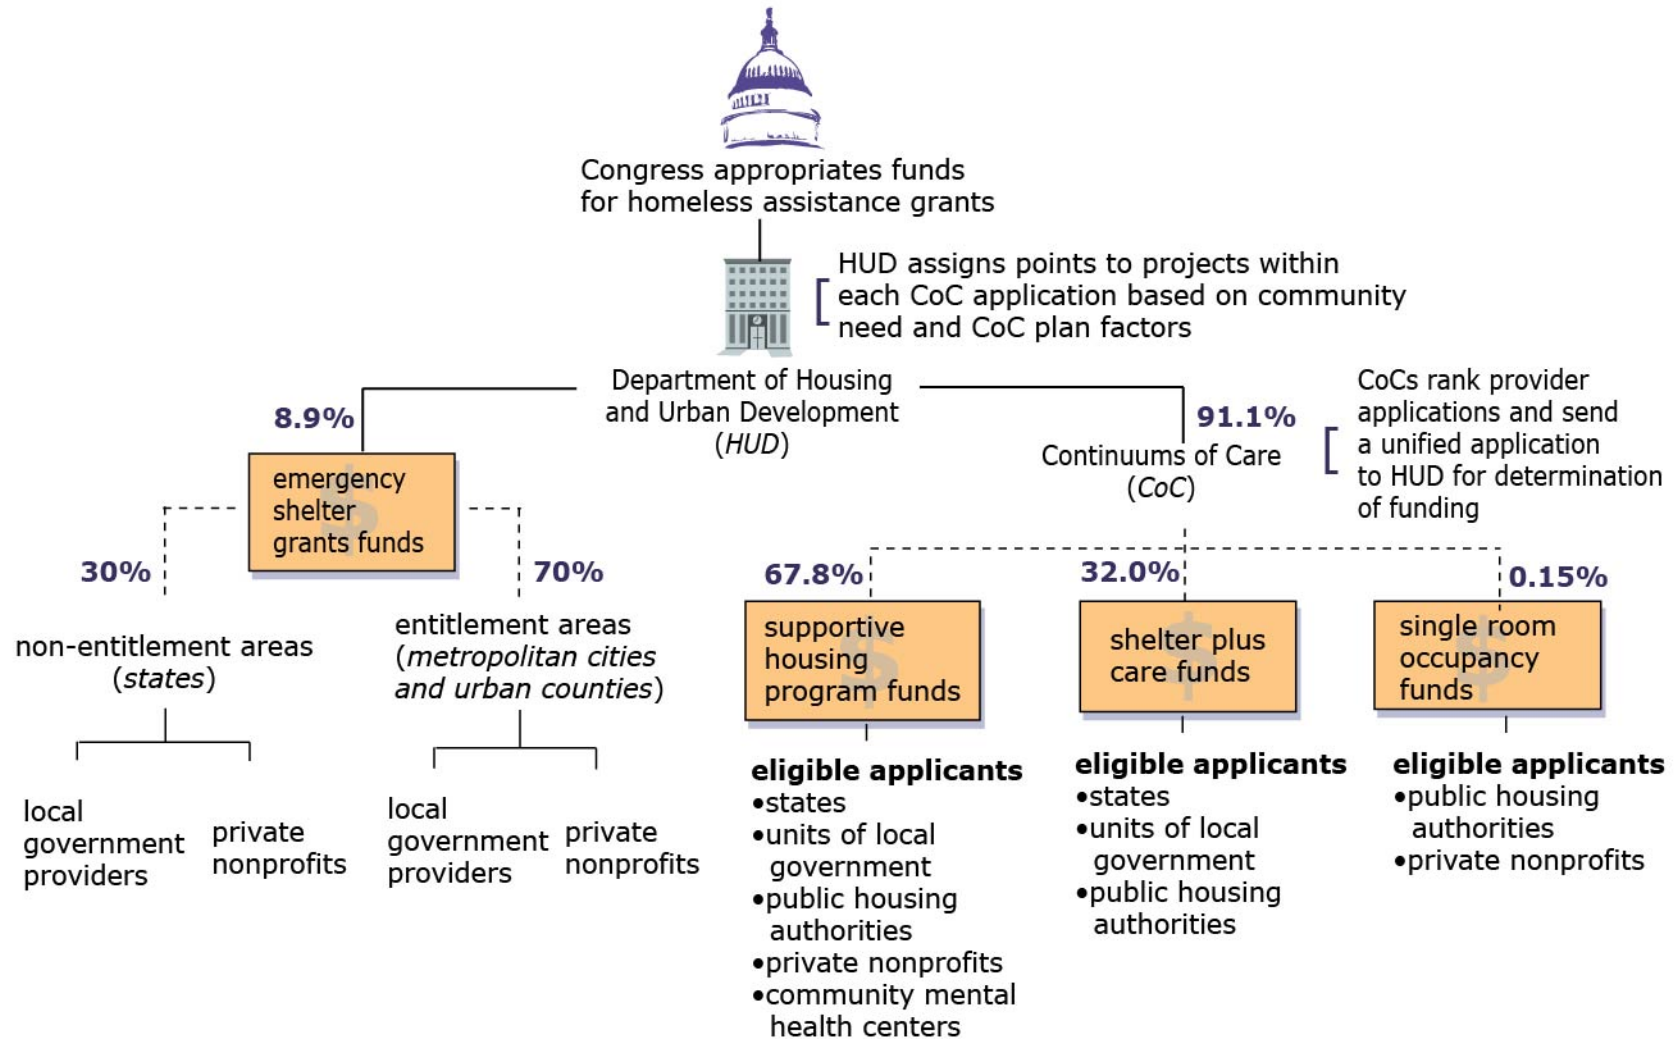 Congress appropriates funds
for homeless assistance grants
HUD assigns points to projects within
each CoC application based on community
need and CoC plan factors
Department of Housing
and Urban Development
(HUD)
8.9%
91.1%
Continuums of Care
(CoC)
CoCs rank provider
applications and send
a unified application
to HUD for determination
of funding
emergency
shelter
grants funds
30%
70%
non-entitlement areas
(states)
entitlement areas
(metropolitan cities
and urban counties)
local
government
providers
private
nonprofits
local
government
providers
private
nonprofits
67.8%
32.0%
0.15%
$
supportive
housing
program funds
shelter plus
care funds
single room
occupancy
funds
eligible applicants
•states
•units of local
government
•public housing
authorities
•private nonprofits
•community mental
health centers
eligible applicants
•states
•units of local
government
•public housing
authorities
eligible applicants
•public housing
authorities
•private nonprofits